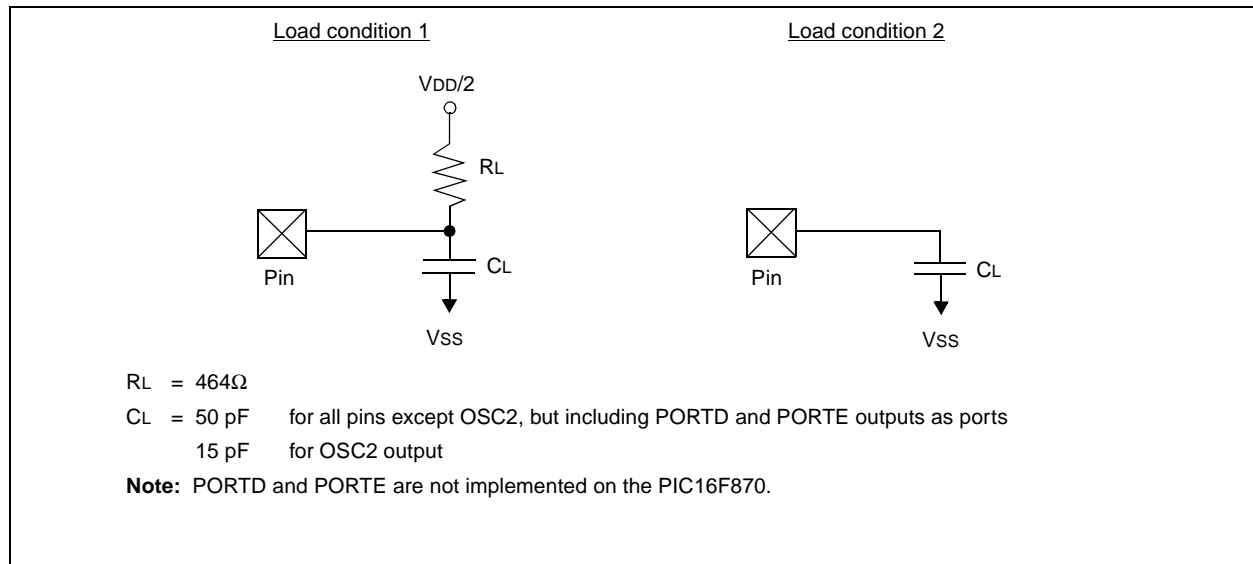 Load condition 1
Load condition 2
VDD/2
RL
CL
Pin
VSS
CL
Pin
VSS
RL = 464Ω
CL = 50 pF for all pins except OSC2, but including PORTD and PORTE outputs as ports
15 pF for OSC2 output
Note: PORTD and PORTE are not implemented on the PIC16F870.